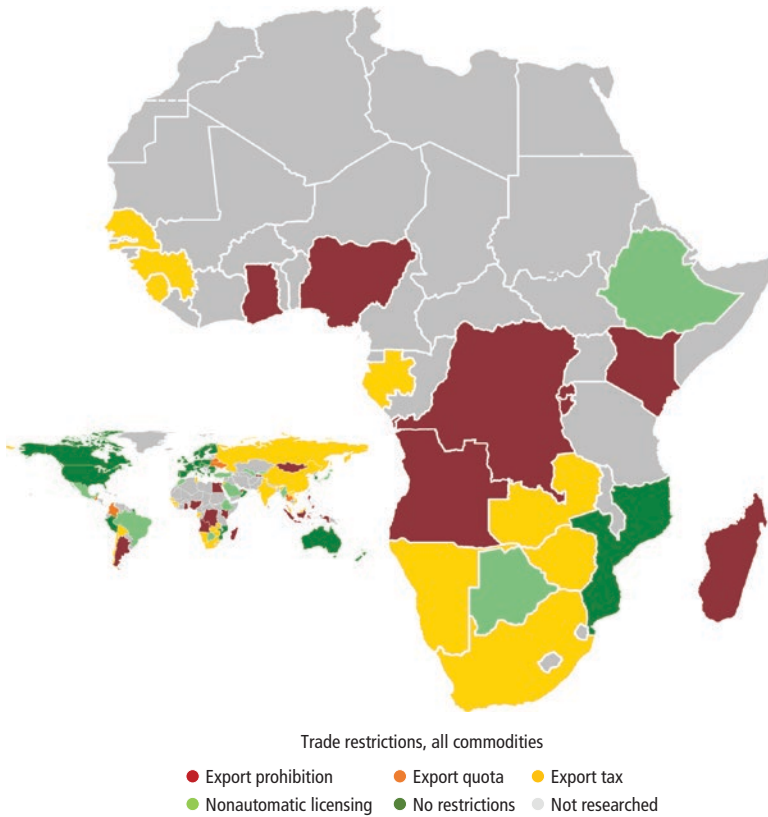 Trade restrictions, all commodities
Export prohibition Export quota Export tax
Nonautomatic licensing No restrictions Not researched